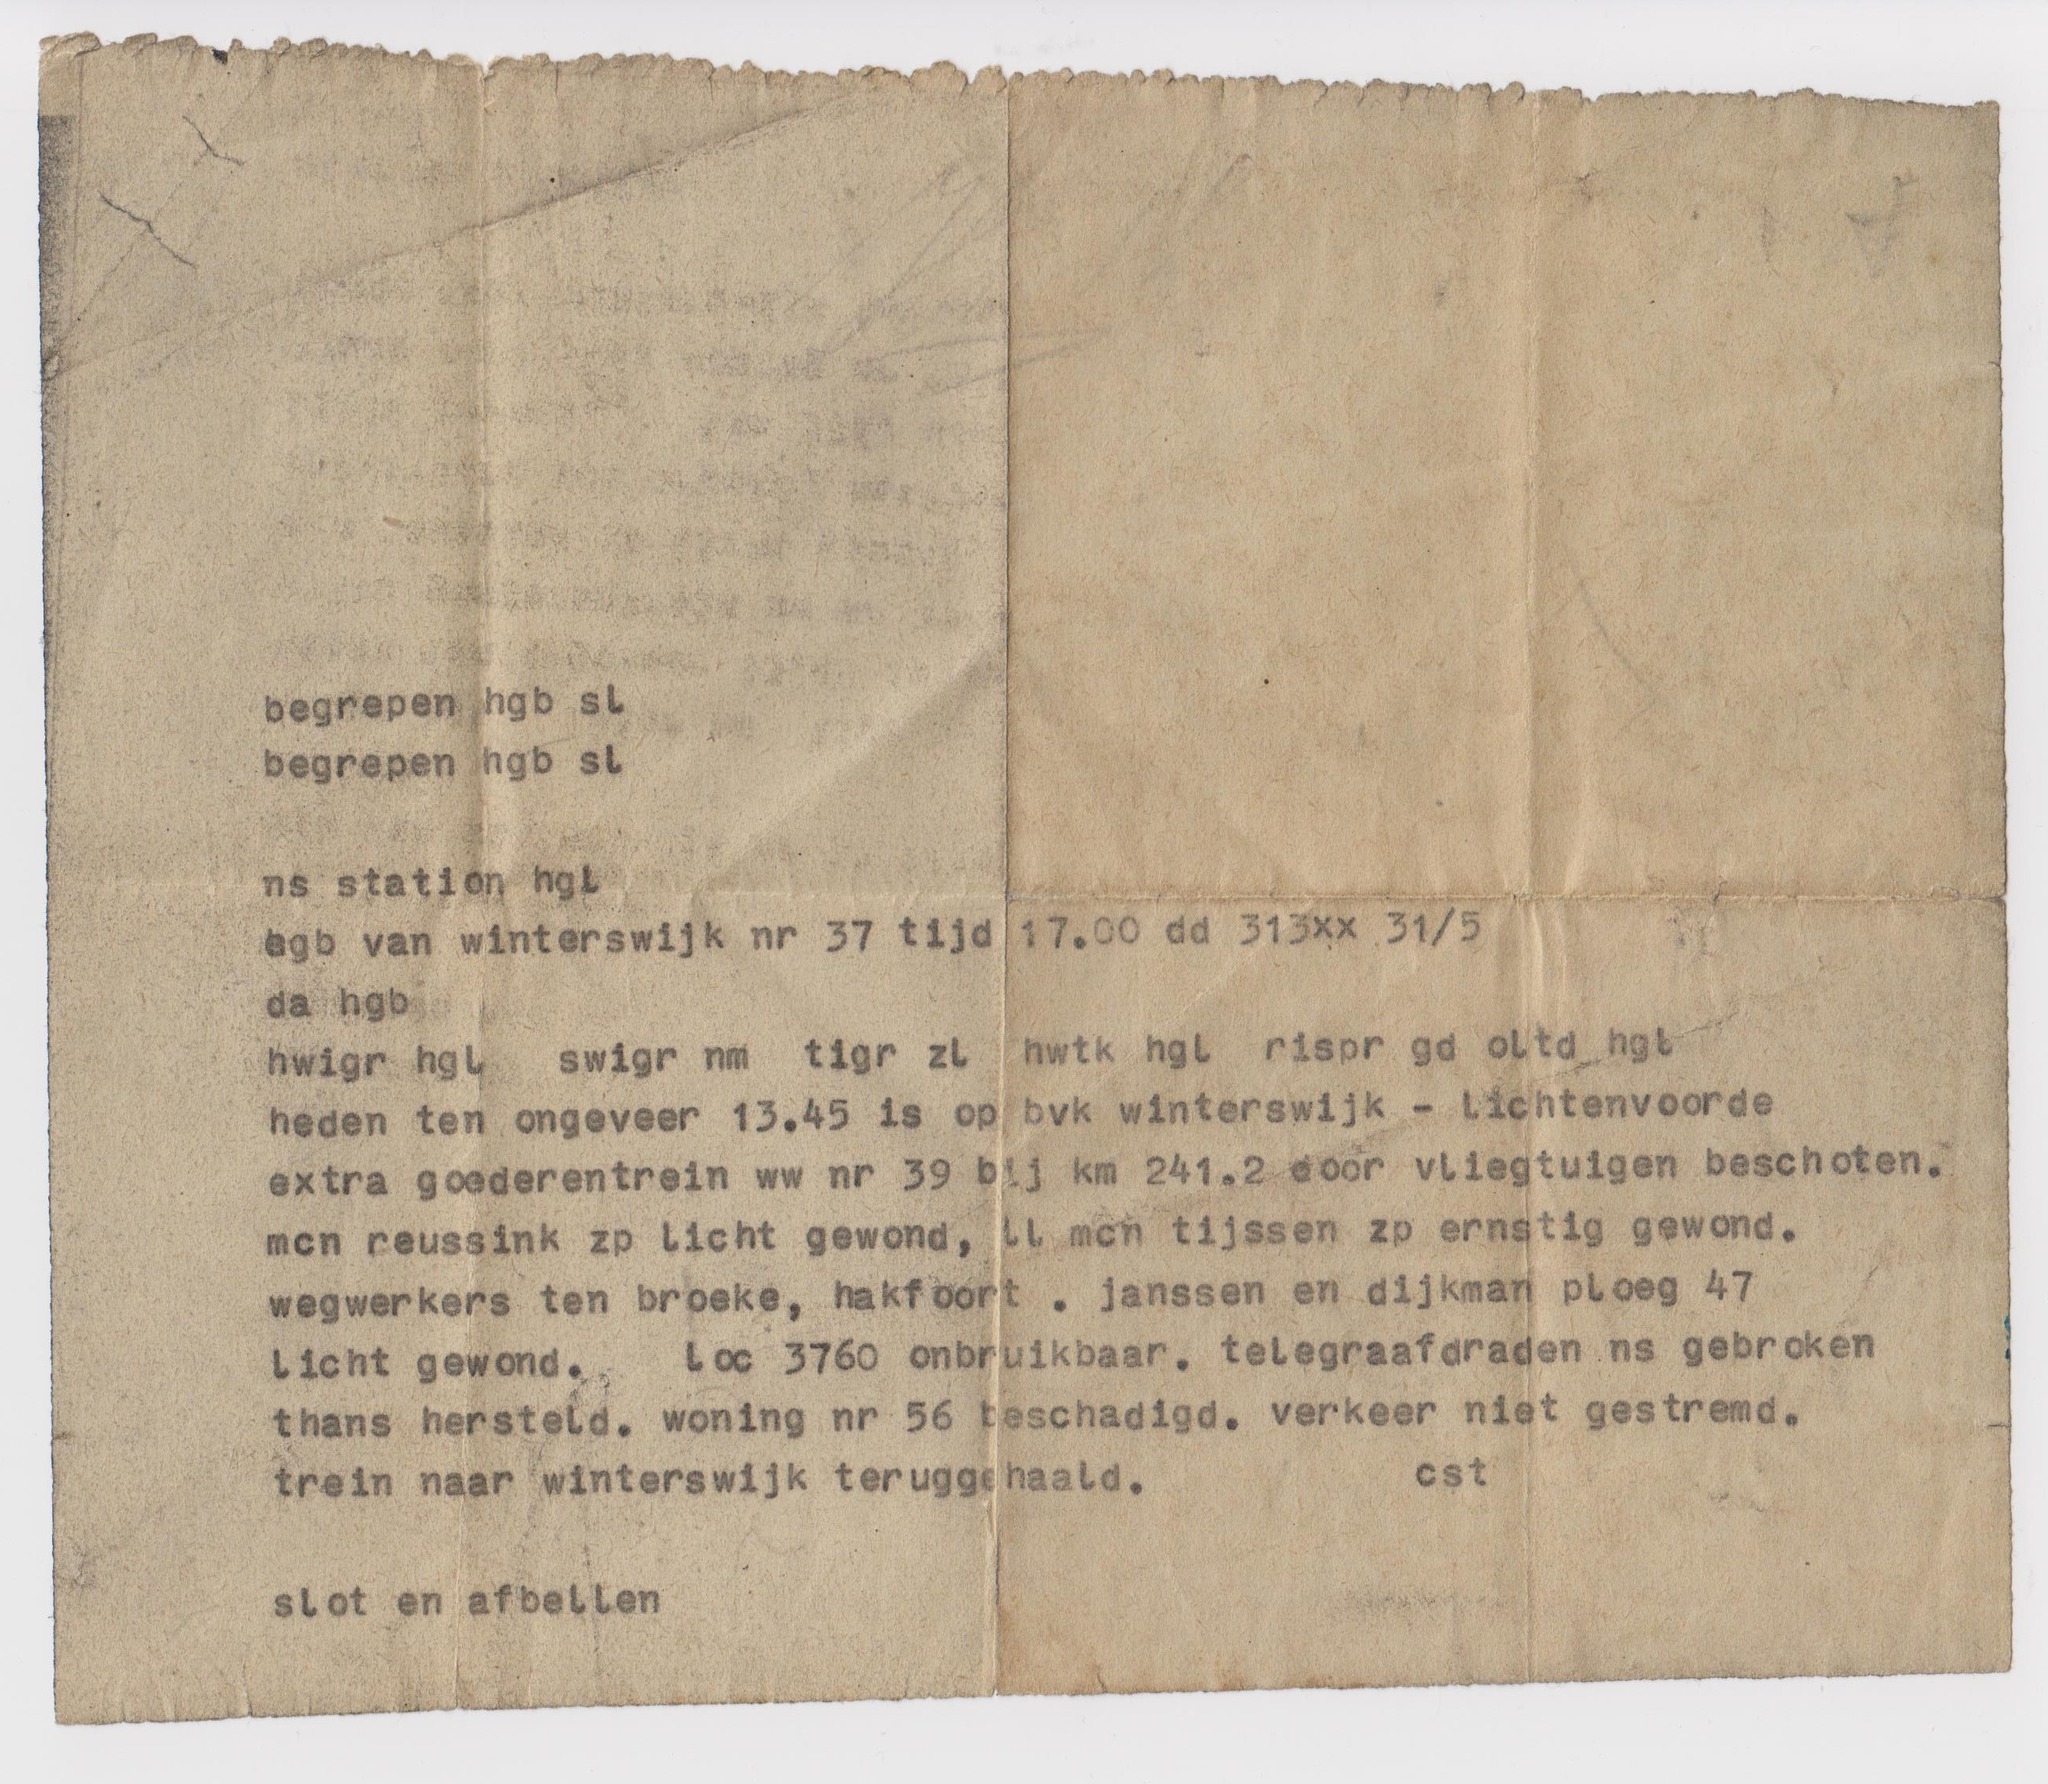 begrepen hgb sl
begrepen hgb sl
ns station hgl
hgb van winterswijk nr 37 tijd 17.00 dd 313xx 31/5
da hgb
hwigr hgl swigr nm tigr zl hwtk hgl rispr gd oltd hgl
heden ten ongeveer 13.45 is op bvk winterswijk - lichtenvoorde
extra goederentrein ww nr 39 bij km 241.2 door vliegtuigen beschoten.
mcn reussink zp licht gewond, ll mcn tijssen zp ernstig gewond.
wegwerkers ten broeke, hakfoort . janssen en dijkman ploeg 47
licht gewond. loc 3760 onbruikbaar. telegraafdraden ns gebroken
thans hersteld. woning nr 56 beschadigd. verkeer niet gestremd.
trein naar winterswijk teruggehaald. cst
slot en afbellen